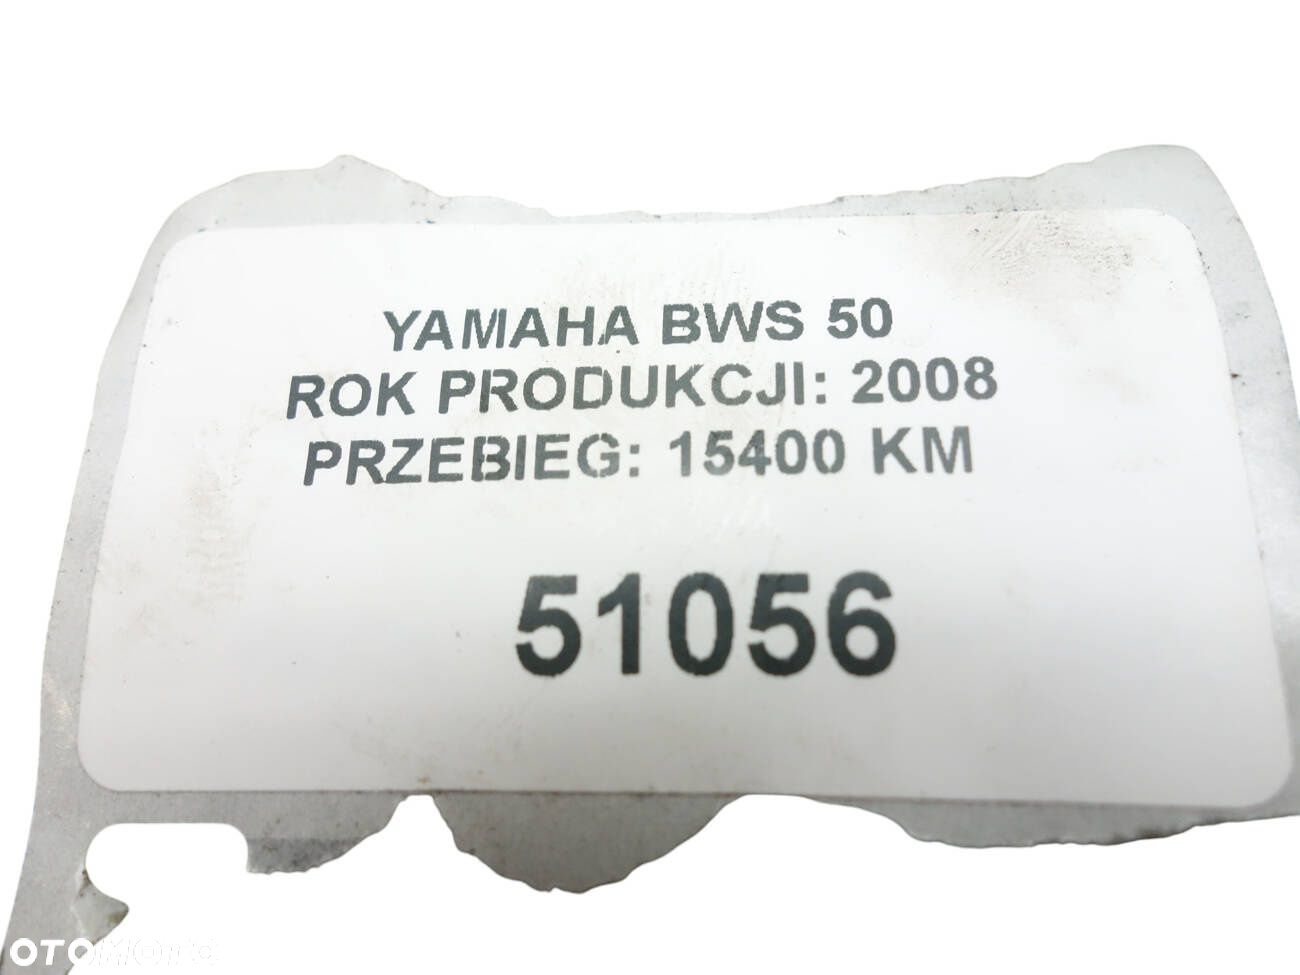 YAMAHA BWS 50
ROK PRODUKCJI: 2008
PRZEBIEG: 15400 KM
51056
OTOMOTO